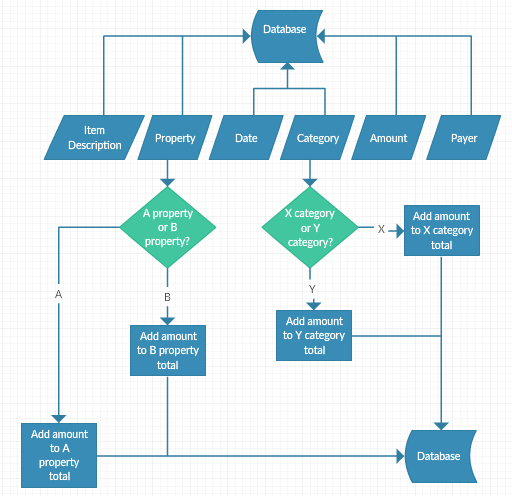 Database
Item
Description
Property
Date
Category
Amount
Payer
A property
or B
property?
X category
or Y
category?
X
Add amount
to X category
total
A
B
Y
Add amount
to B property
total
Add amount
to Y category
total
Add amount
to A
property
total
Database